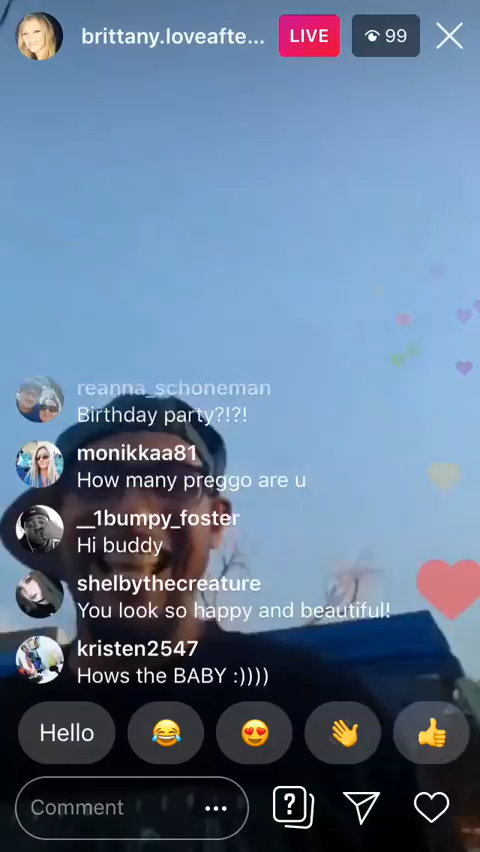 brittany.loveafte...
LIVE
99
reanna_schoneman
Birthday party?!?!
monikkaa81
How many preggo are u
__1bumpy_foster
Hi buddy
shelbythecreature
You look so happy and beautiful!
kristen2547
Hows the BABY :))))
Hello
Comment